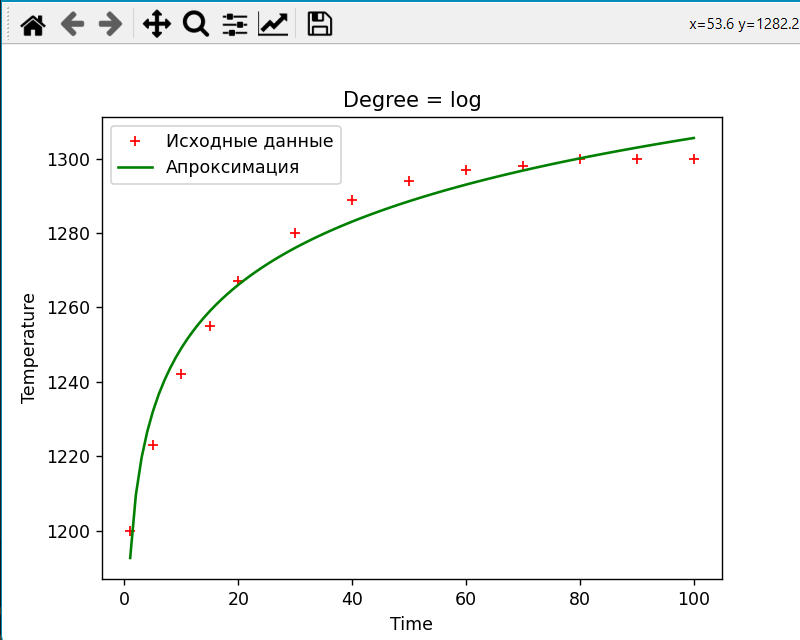 x=53.6 y=1282.2
Degree = log
Исходные данные
Апроксимация
1300
1280
1260
1240
1220
1200
Temperature
0 20 40 60 80 100
Time